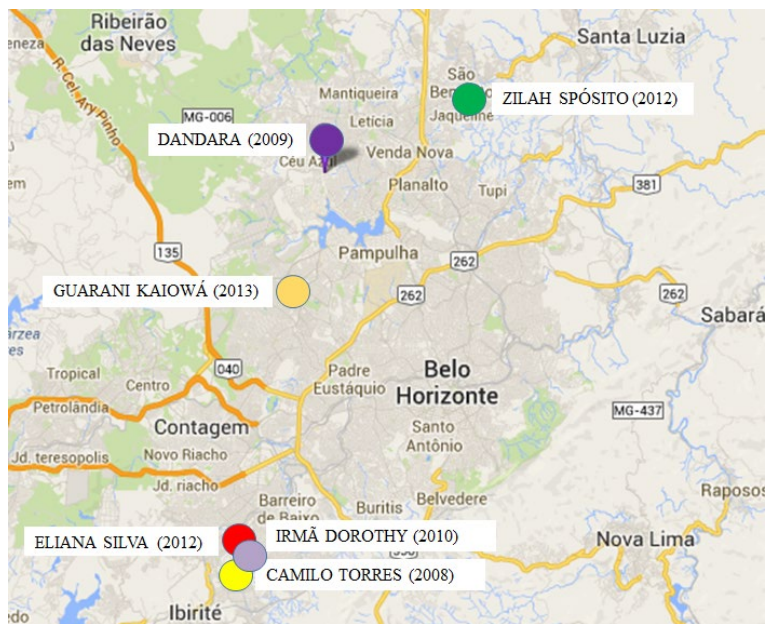 Ribeirão
das Neves
Santa Luzia
R. Cel. Ary Pinho
Mantiqueira
São
ZILAH SPÓSITO (2012)
MG-006
Letícia
Jaqueline
DANDARA (2009)
Céu Azul
Venda Nova
Planalto
Tupi
381
Pampulha
135
262
GUARANI KAIOWÁ (2013)
262
262
Sabará
040
Padre
Eustáquio
Belo
Horizonte
Tropical
Centro
Petrolândia
MG-437
Contagem
Santo
Antônio
Jd. teresopolis
Novo Riacho
Jd. riacho
Belvedere
Raposos
Barreiro
de Baixo
Buritis
ELIANA SILVA (2012)
IRMÃ DOROTHY (2010)
Nova Lima
CAMILO TORRES (2008)
Ibirité